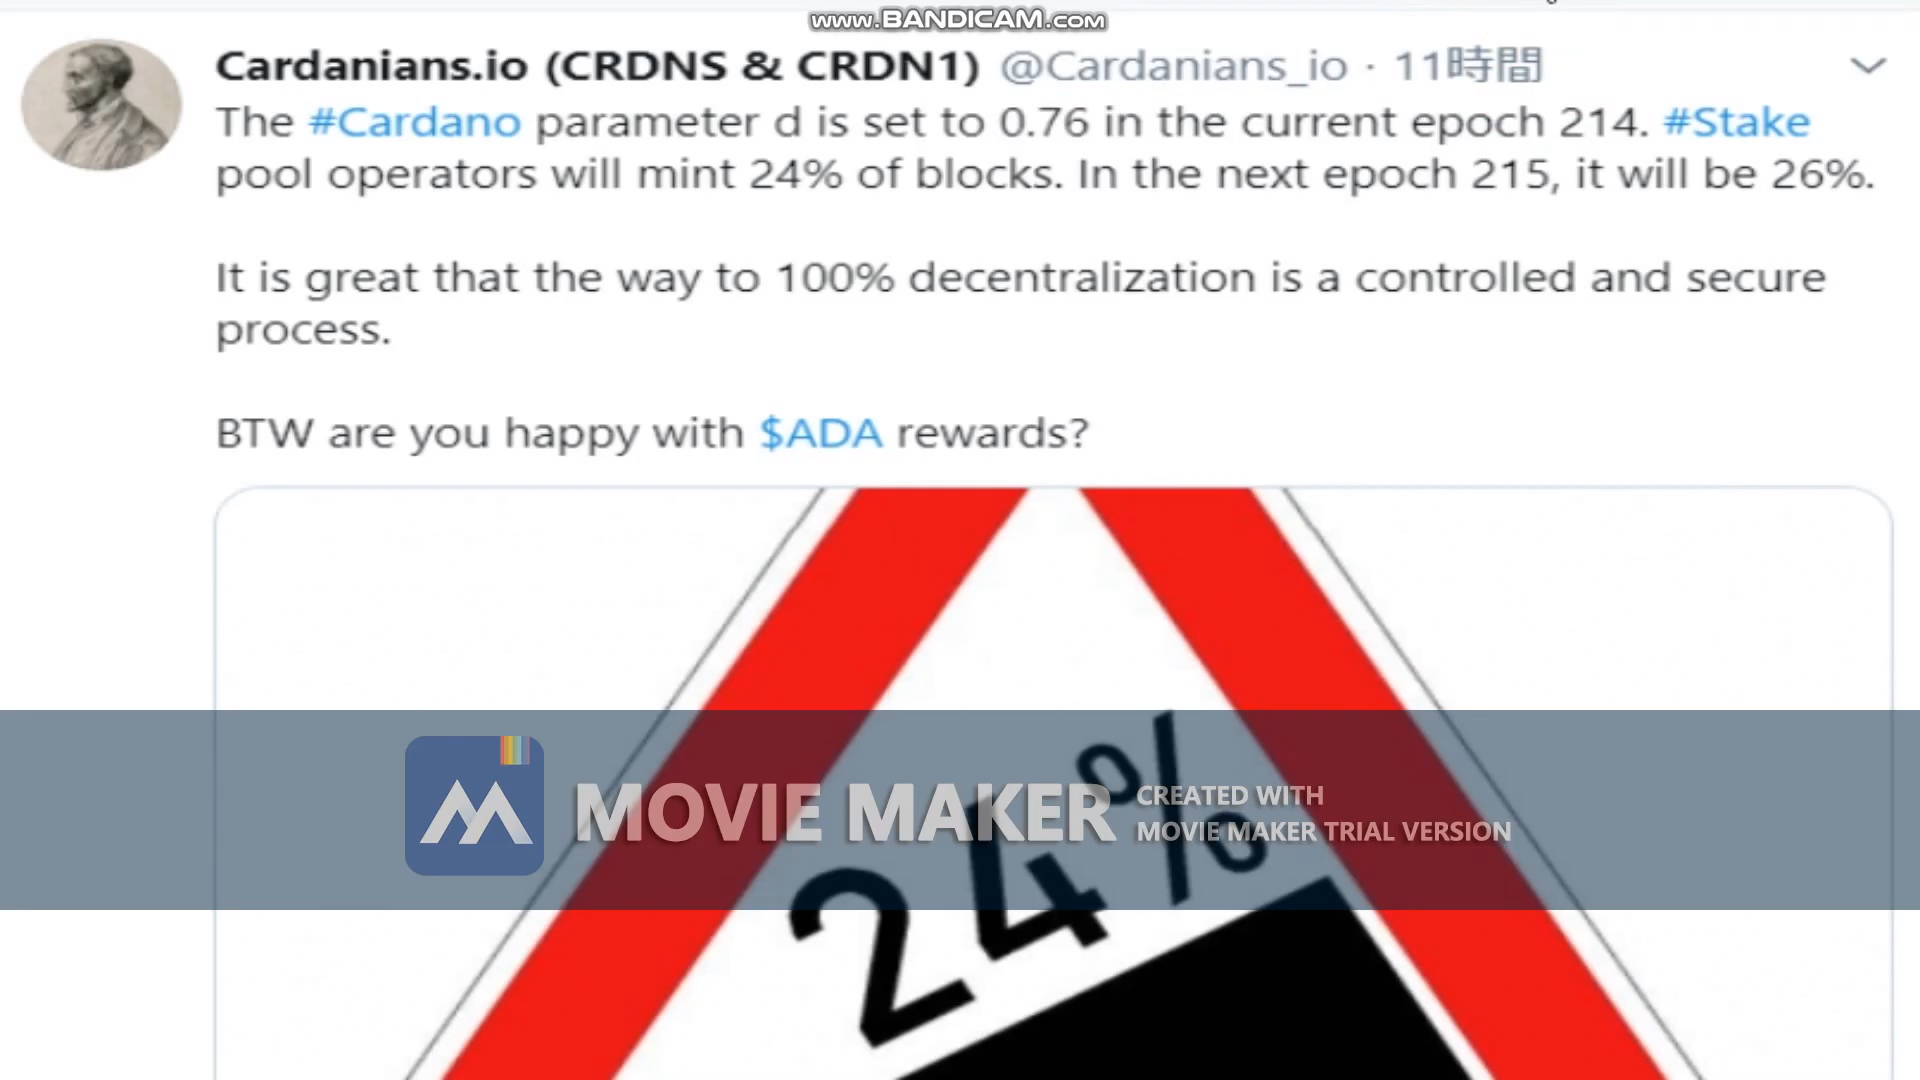 www.BANDICAM.com
Cardanians.io (CRDNS & CRDN1) @Cardanians_io · 11時間
The #Cardano parameter d is set to 0.76 in the current epoch 214. #Stake
pool operators will mint 24% of blocks. In the next epoch 215, it will be 26%.
It is great that the way to 100% decentralization is a controlled and secure
process.
BTW are you happy with $ADA rewards?
24%
MOVIE MAKER
CREATED WITH
MOVIE MAKER TRIAL VERSION